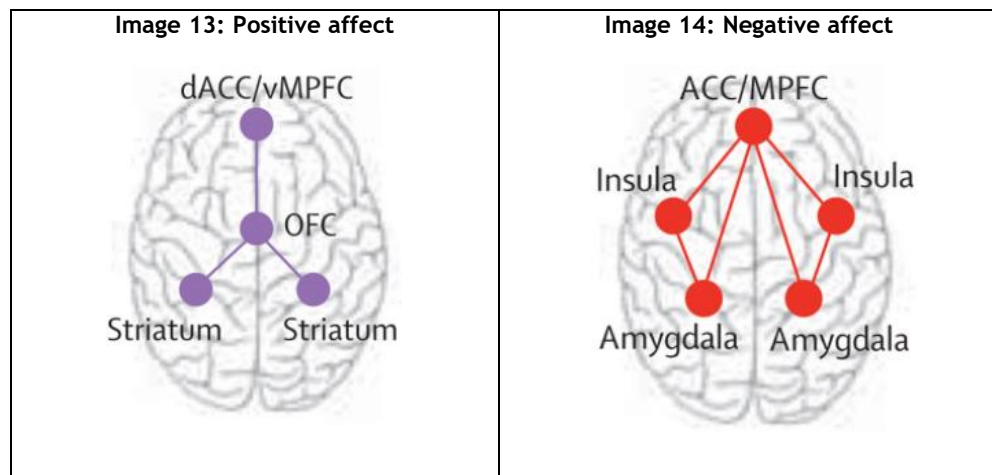 Image 13: Positive affect
dACC/vMPFC
OFC
Striatum
Striatum
Image 14: Negative affect
ACC/MPFC
Insula
Insula
Amygdala
Amygdala